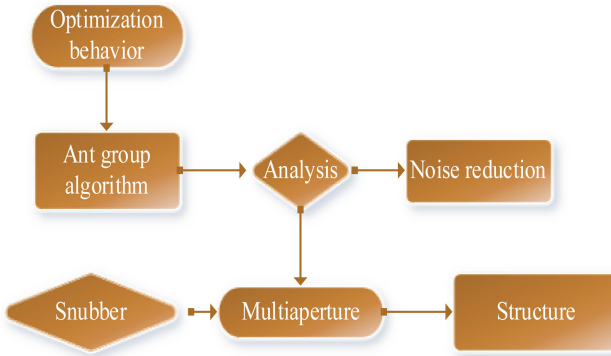 Optimization
behavior
Ant group
algorithm
Analysis
Noise reduction
Snubber
Multiaperture
Structure